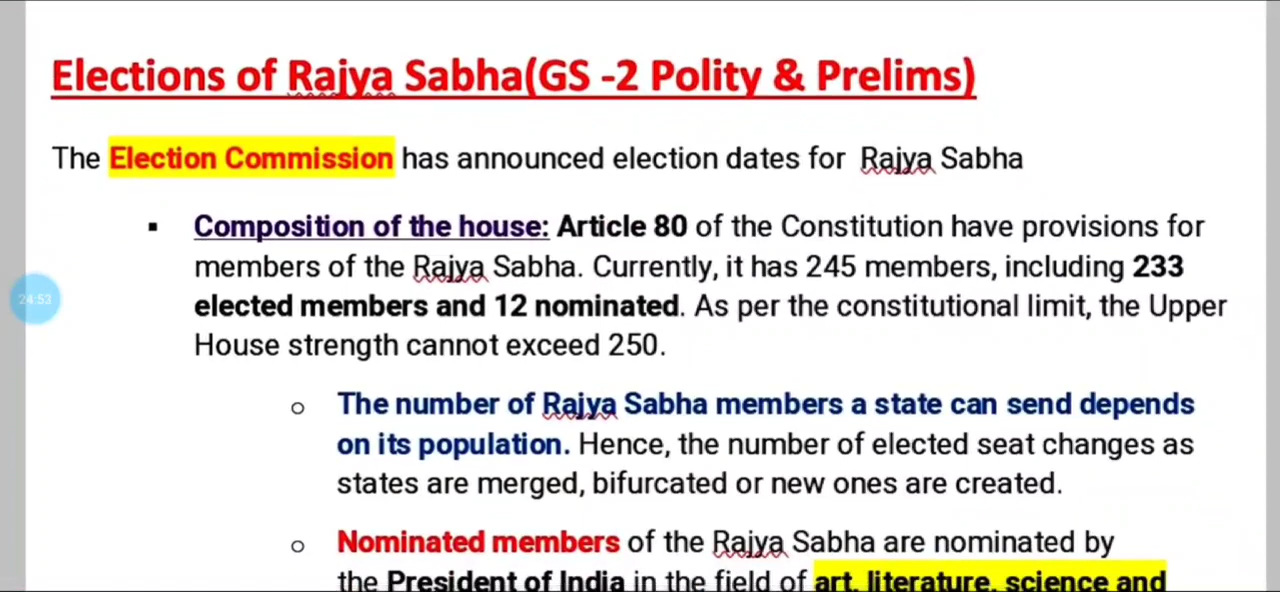 Elections of Rajya Sabha(GS -2 Polity & Prelims)
The Election Commission has announced election dates for Rajya Sabha
▪ Composition of the house: Article 80 of the Constitution have provisions for
members of the Rajya Sabha. Currently, it has 245 members, including 233
elected members and 12 nominated. As per the constitutional limit, the Upper
House strength cannot exceed 250.
24:53
o The number of Rajya Sabha members a state can send depends
on its population. Hence, the number of elected seat changes as
states are merged, bifurcated or new ones are created.
o Nominated members of the Rajya Sabha are nominated by
the President of India in the field of art, literature, science and